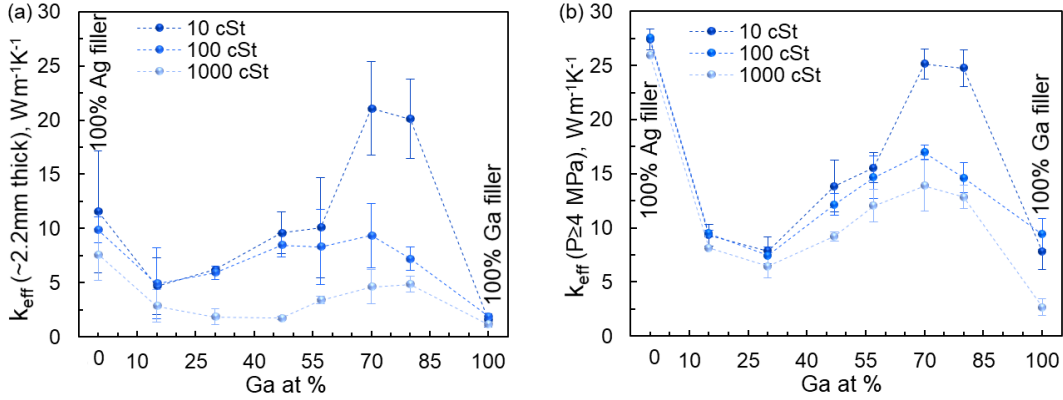 (a)
30
25
20
15
10
5
0
k_eff (~2.2mm thick), Wm⁻¹K⁻¹
100% Ag filler
10 cSt
100 cSt
1000 cSt
100% Ga filler
0 10 25 40 55 70 85 100
Ga at %
(b)
30
25
20
15
10
5
0
k_eff (P≥4 MPa), Wm⁻¹K⁻¹
100% Ag filler
10 cSt
100 cSt
1000 cSt
100% Ga filler
0 10 25 40 55 70 85 100
Ga at %